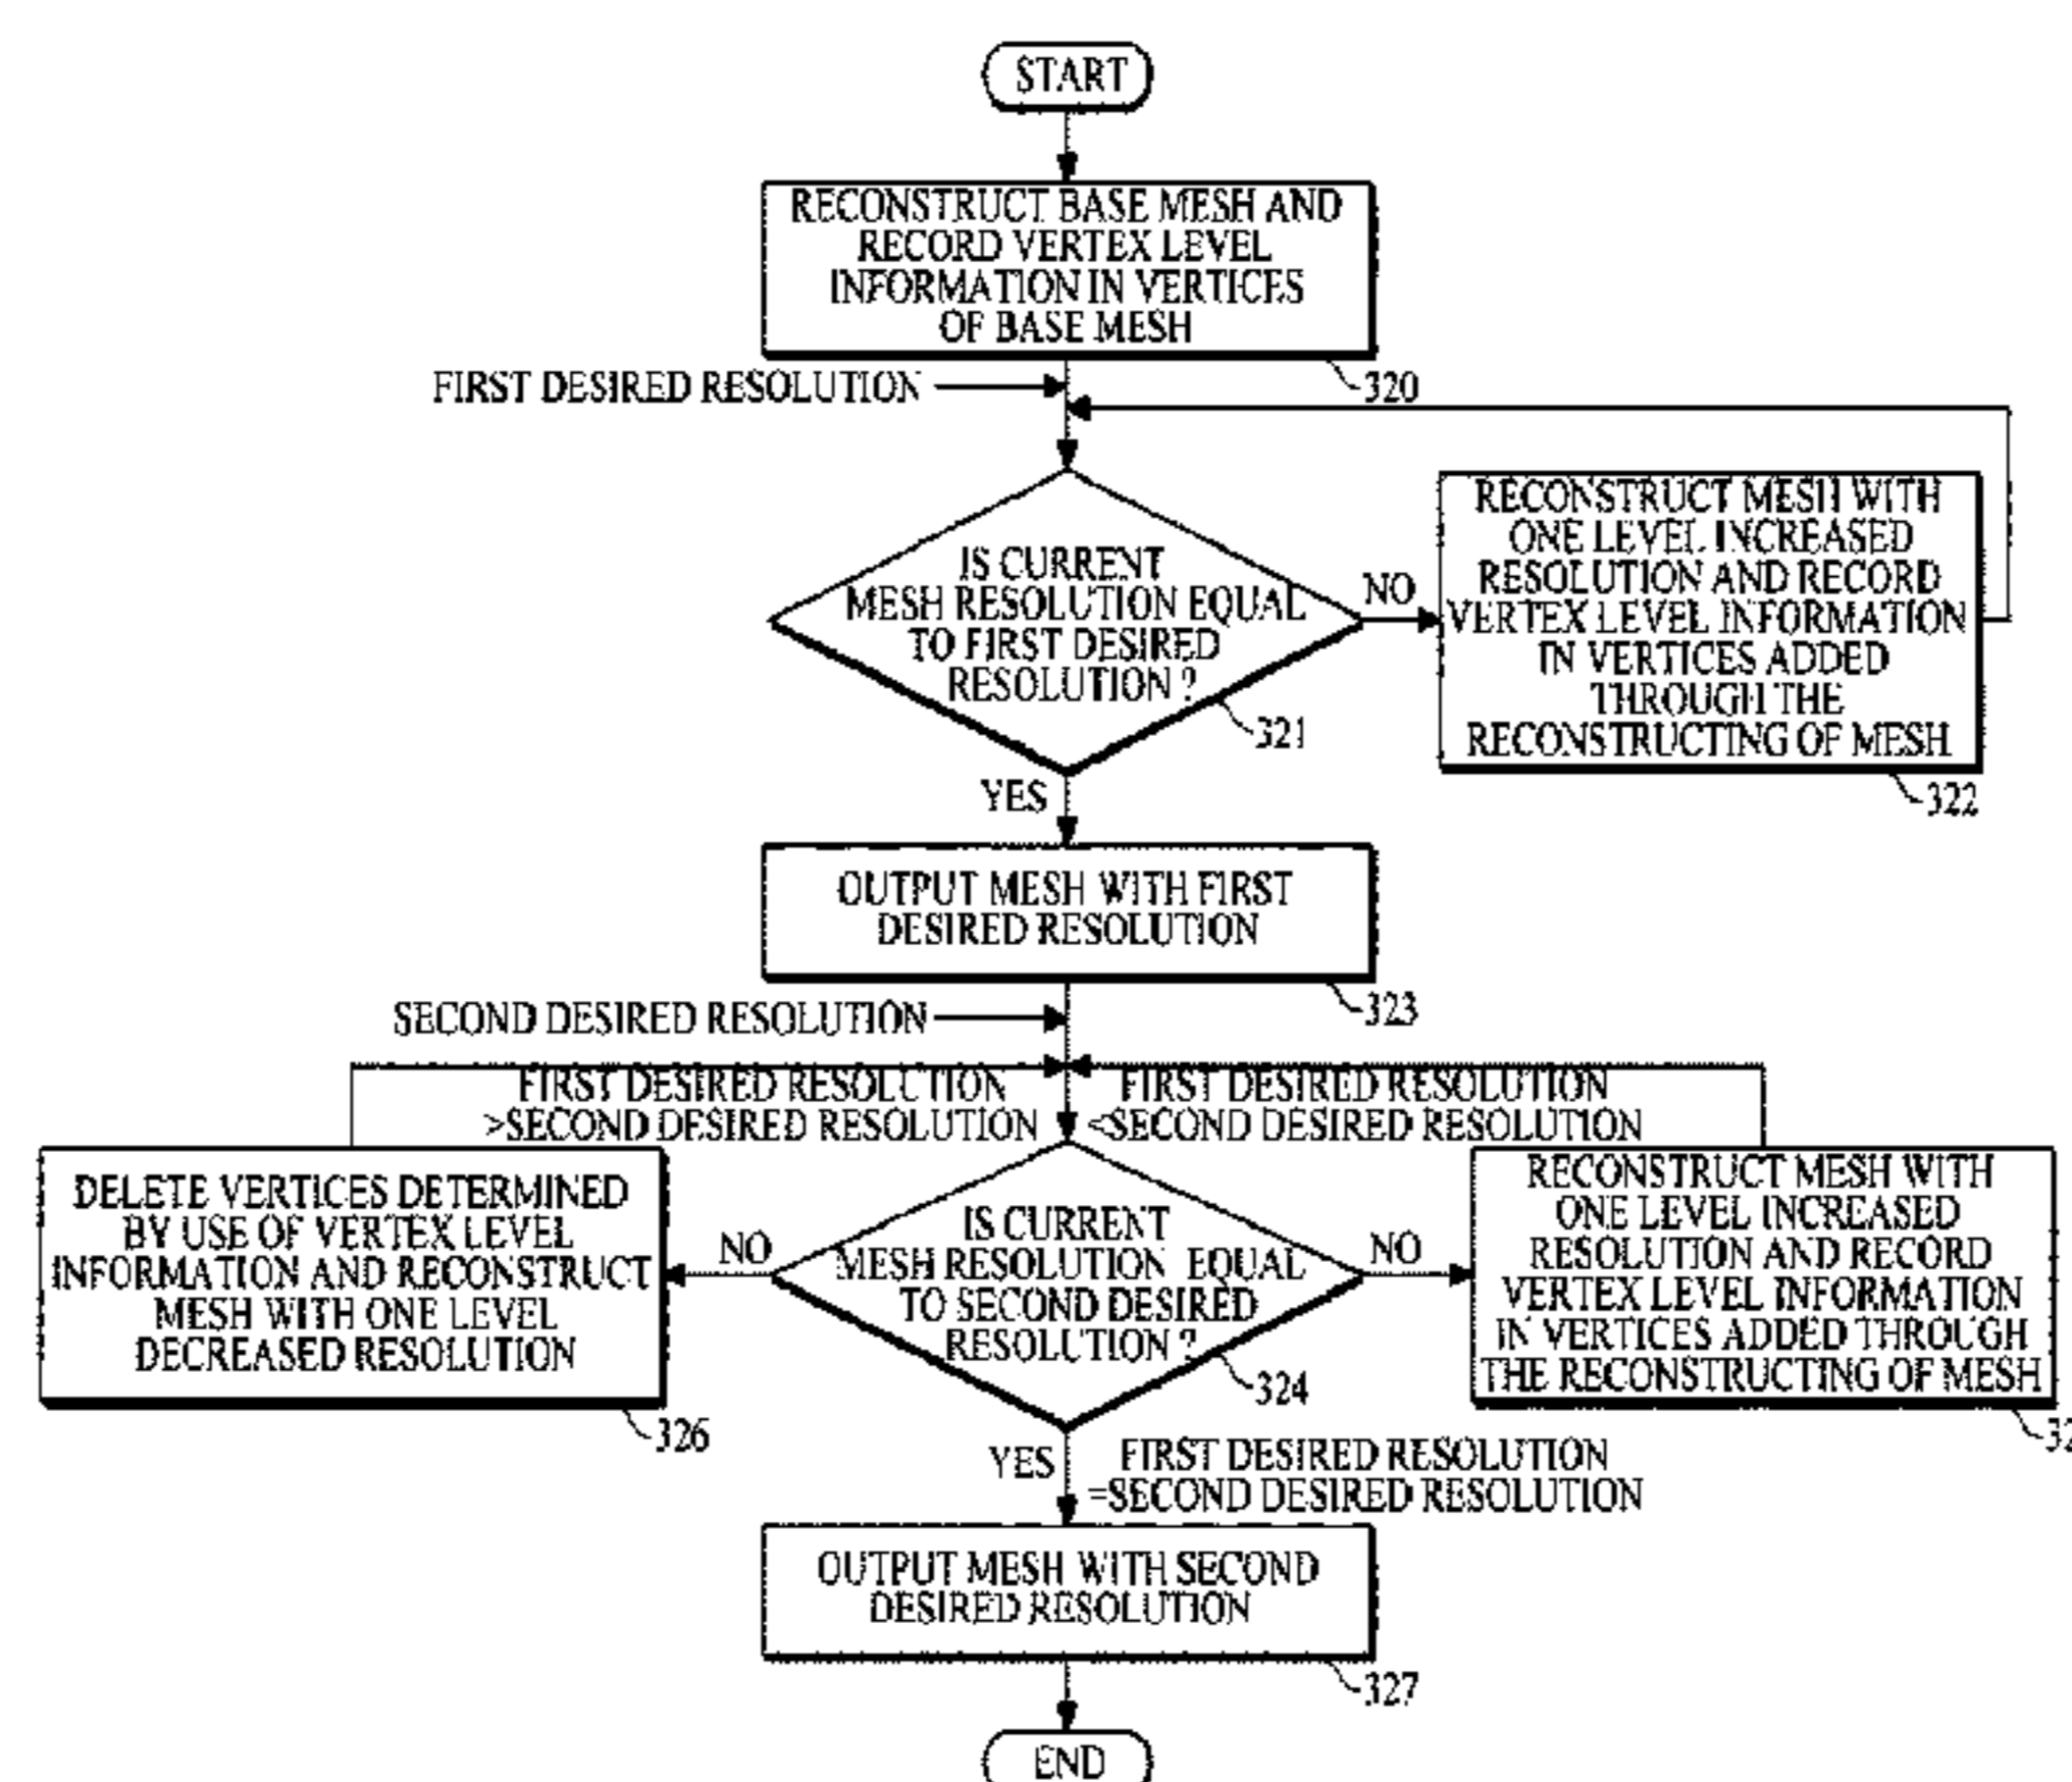 START
RECONSTRUCT BASE MESH AND
RECORD VERTEX LEVEL
INFORMATION IN VERTICES
OF BASE MESH
320
FIRST DESIRED RESOLUTION
IS CURRENT
MESH RESOLUTION EQUAL
TO FIRST DESIRED
RESOLUTION ?
321
NO
RECONSTRUCT MESH WITH
ONE LEVEL INCREASED
RESOLUTION AND RECORD
VERTEX LEVEL INFORMATION
IN VERTICES ADDED
THROUGH THE
RECONSTRUCTING OF MESH
322
YES
OUTPUT MESH WITH FIRST
DESIRED RESOLUTION
323
SECOND DESIRED RESOLUTION
FIRST DESIRED RESOLUTION
>SECOND DESIRED RESOLUTION
FIRST DESIRED RESOLUTION
<SECOND DESIRED RESOLUTION
DELETE VERTICES DETERMINED
BY USE OF VERTEX LEVEL
INFORMATION AND RECONSTRUCT
MESH WITH ONE LEVEL
DECREASED RESOLUTION
326
NO
IS CURRENT
MESH RESOLUTION EQUAL
TO SECOND DESIRED
RESOLUTION ?
324
NO
RECONSTRUCT MESH WITH
ONE LEVEL INCREASED
RESOLUTION AND RECORD
VERTEX LEVEL INFORMATION
IN VERTICES ADDED THROUGH
THE RECONSTRUCTING OF MESH
YES
FIRST DESIRED RESOLUTION
=SECOND DESIRED RESOLUTION
OUTPUT MESH WITH SECOND
DESIRED RESOLUTION
327
END